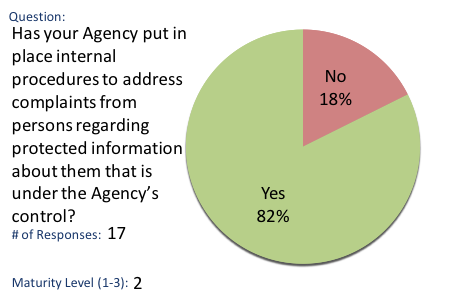 Question:
Has your Agency put in
place internal
procedures to address
complaints from
persons regarding
protected information
about them that is
under the Agency's
control?
# of Responses: 17
Maturity Level (1-3): 2
No
18%
Yes
82%